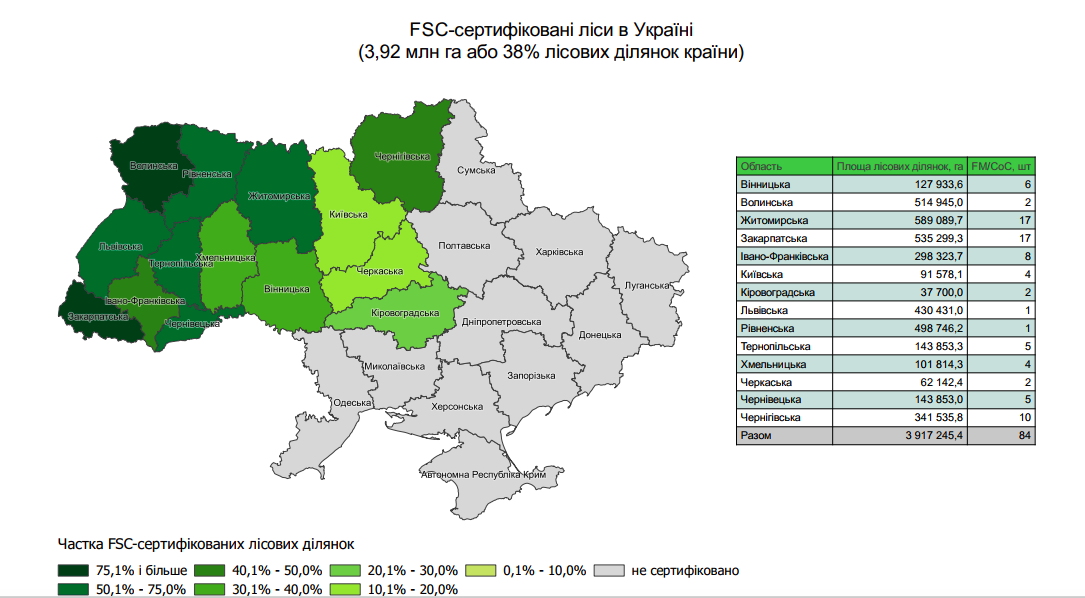 FSC-сертифіковані ліси в Україні
(3,92 млн га або 38% лісових ділянок країни)
Волинська
Рівненська
Житомирська
Чернігівська
Сумська
Київська
Львівська
Тернопільська
Хмельницька
Черкаська
Полтавська
Харківська
Луганська
Вінницька
Івано-Франківська
Закарпатська
Чернівецька
Кіровоградська
Дніпропетровська
Донецька
Миколаївська
Запорізька
Одеська
Херсонська
Автономна Республіка Крим
Область Площа лісових ділянок, га FM/CoC, шт
Вінницька 127 933,6 6
Волинська 514 945,0 2
Житомирська 589 089,7 17
Закарпатська 535 299,3 17
Івано-Франківська 298 323,7 8
Київська 91 578,1 4
Кіровоградська 37 700,0 2
Львівська 430 431,0 1
Рівненська 498 746,2 1
Тернопільська 143 853,3 5
Хмельницька 101 814,3 4
Черкаська 62 142,4 2
Чернівецька 143 853,0 5
Чернігівська 341 535,8 10
Разом 3 917 245,4 84
Частка FSC-сертифікованих лісових ділянок
75,1% і більше 40,1% - 50,0% 20,1% - 30,0% 0,1% - 10,0% не сертифіковано
50,1% - 75,0% 30,1% - 40,0% 10,1% - 20,0%